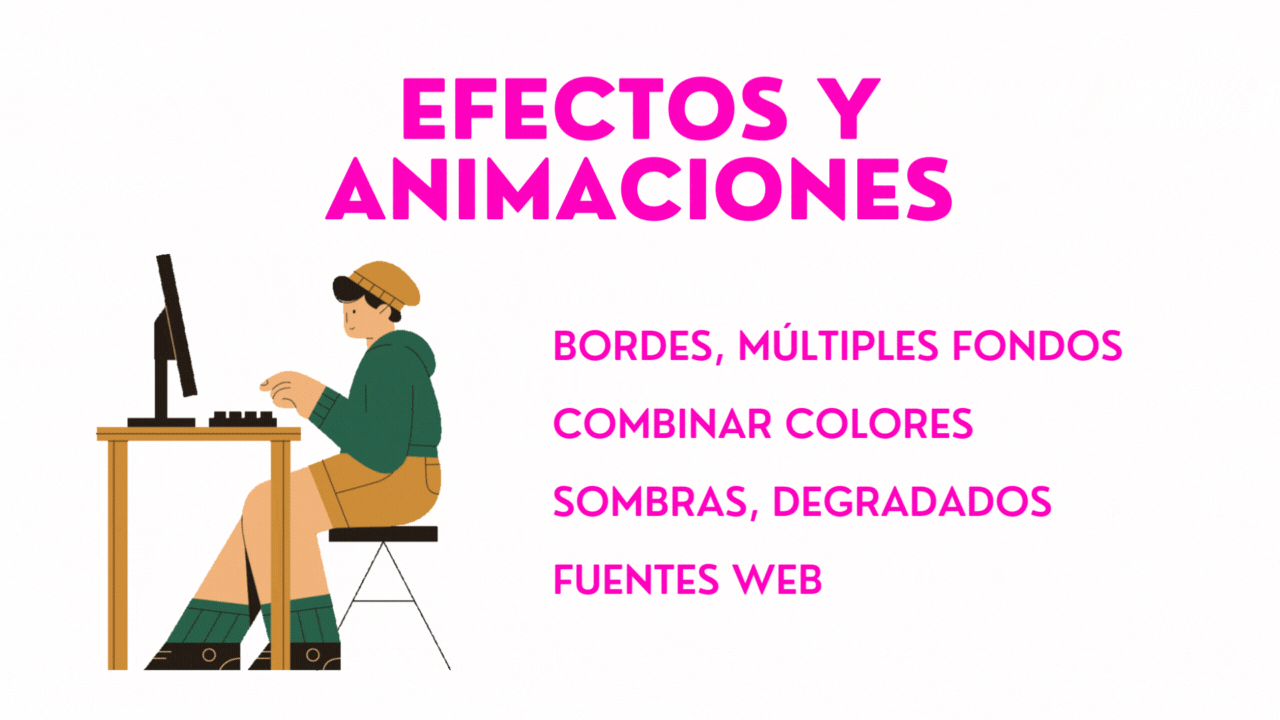 EFECTOS Y
ANIMACIONES
BORDES, MÚLTIPLES FONDOS
COMBINAR COLORES
SOMBRAS, DEGRADADOS
FUENTES WEB